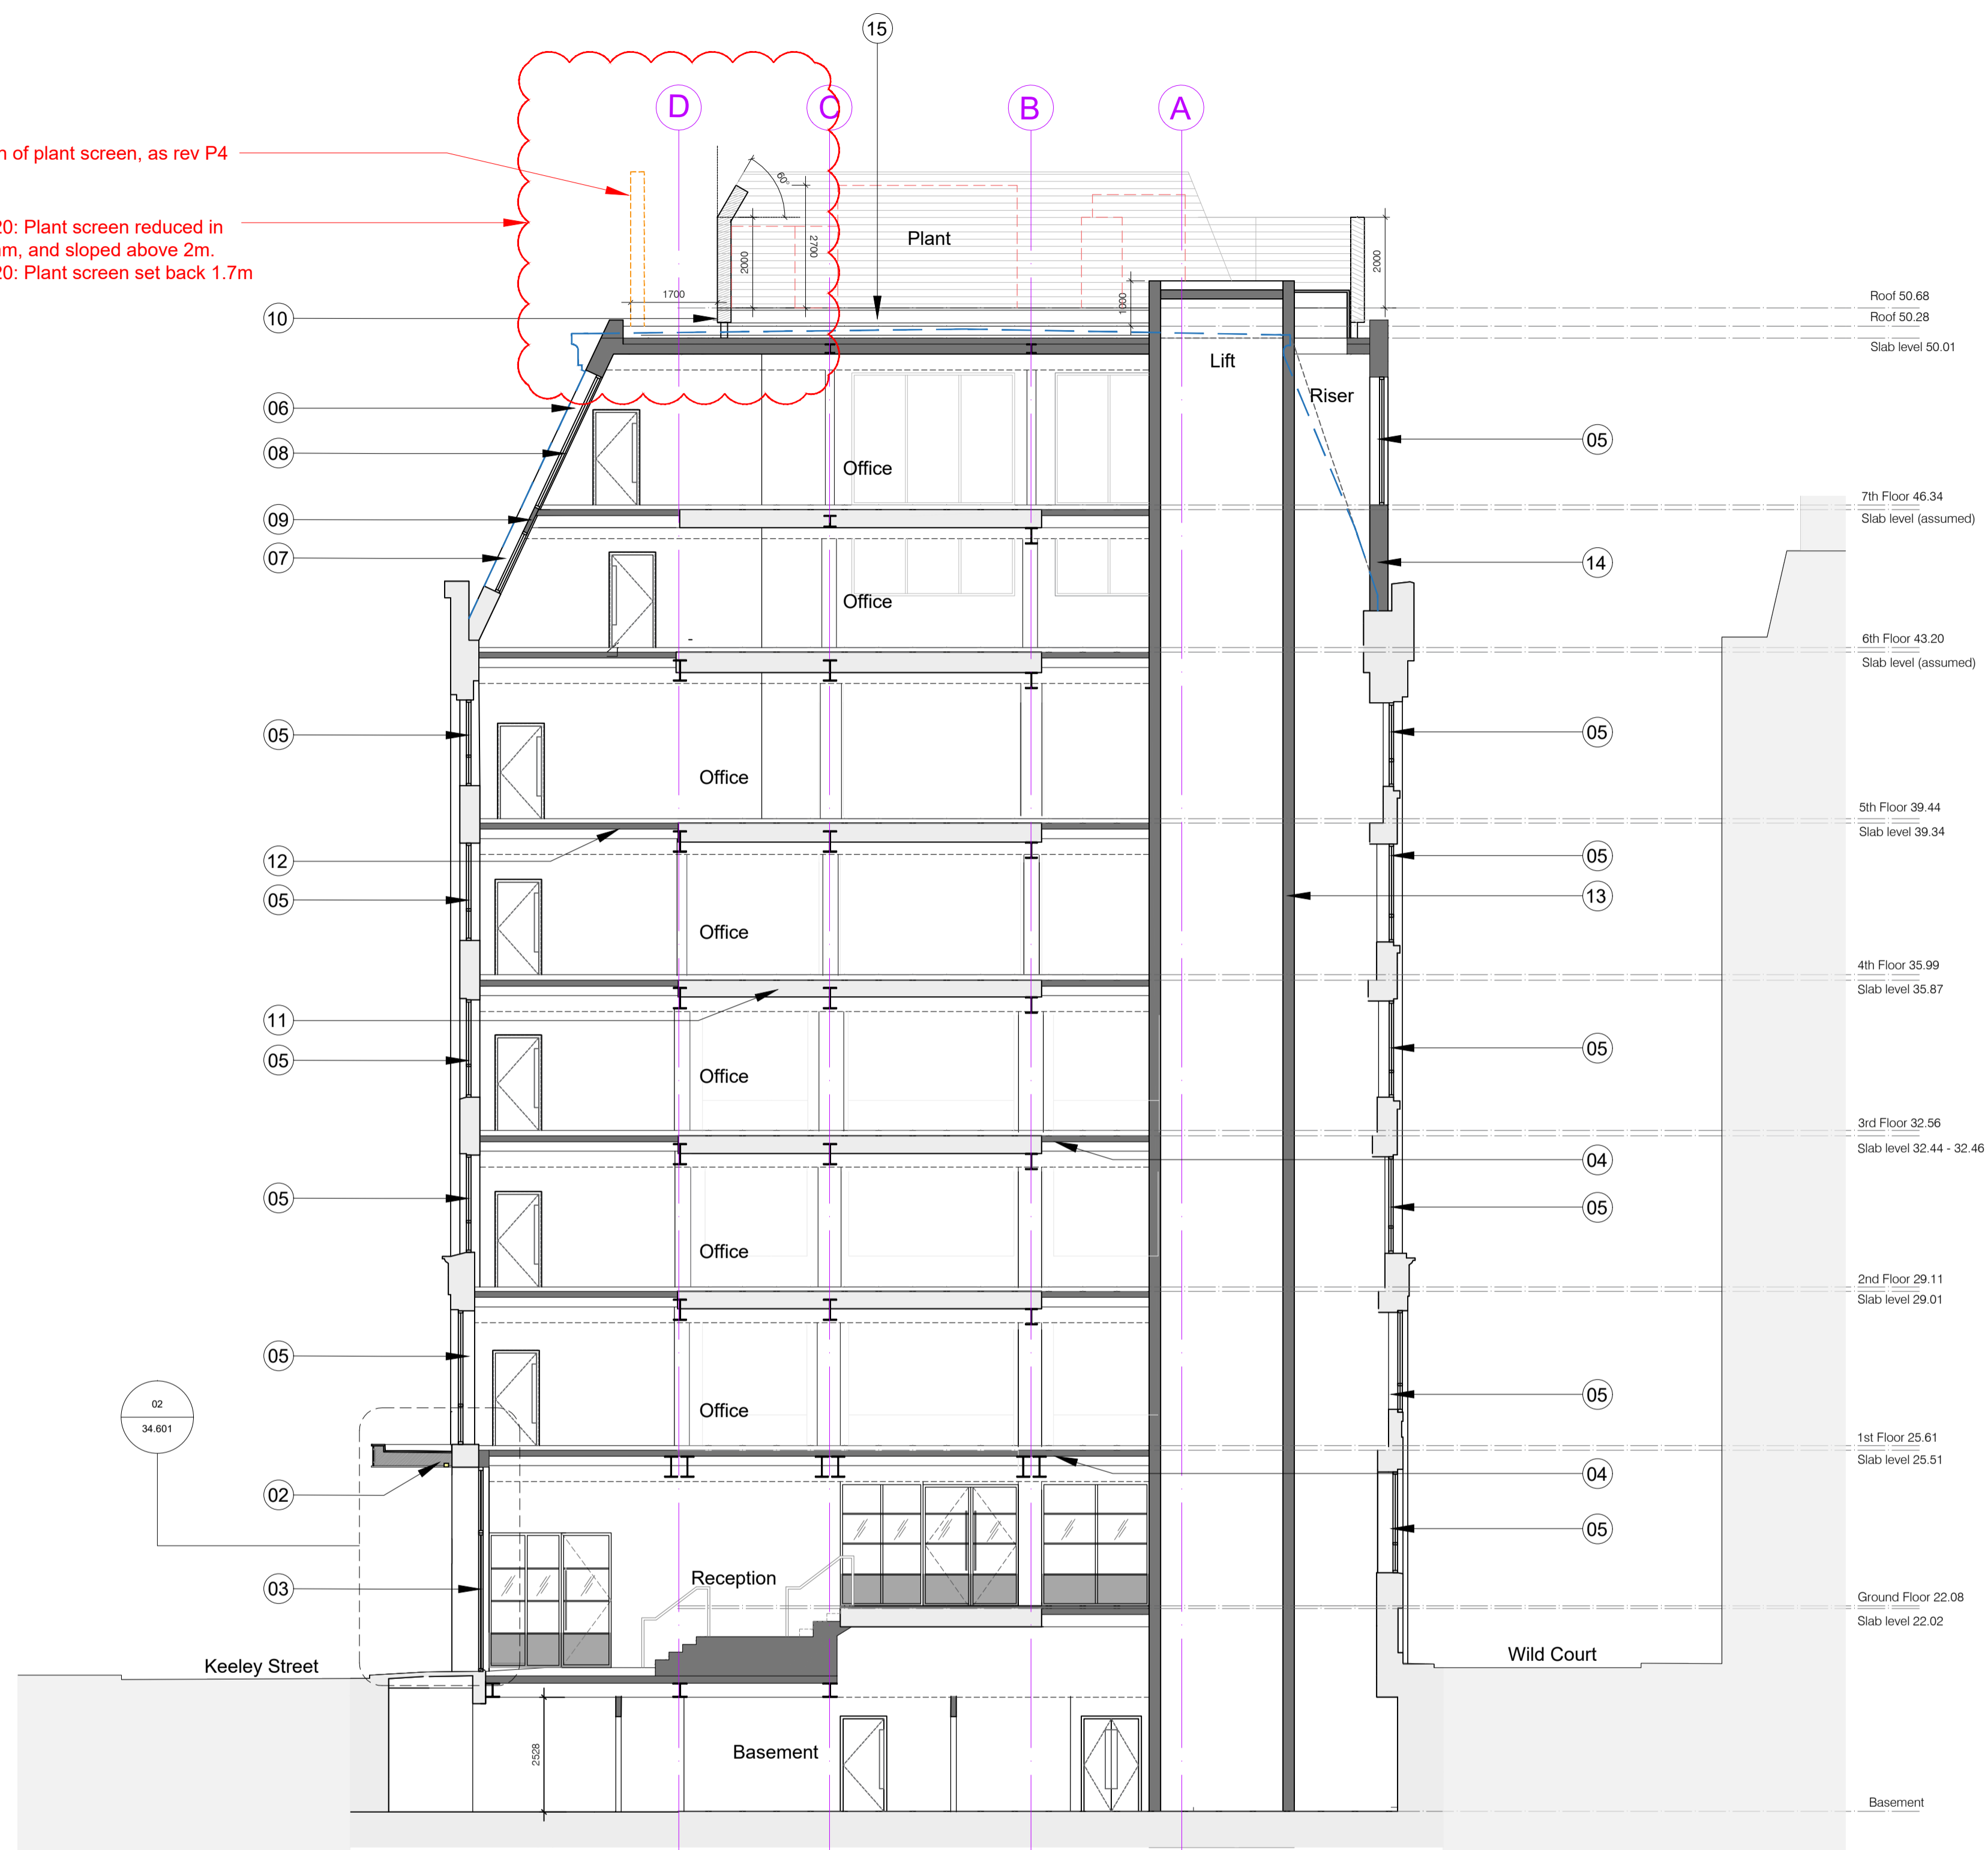 15
D
C
B
A
n of plant screen, as rev P4
20: Plant screen reduced in
nm, and sloped above 2m.
20: Plant screen set back 1.7m
60°
2000
2700
Plant
2000
1700
1000
10
Roof 50.68
Roof 50.28
Slab level 50.01
Lift
Riser
06
08
05
Office
7th Floor 46.34
Slab level (assumed)
09
07
14
Office
6th Floor 43.20
Slab level (assumed)
05
05
Office
5th Floor 39.44
Slab level 39.34
12
05
05
13
Office
4th Floor 35.99
Slab level 35.87
11
05
05
Office
3rd Floor 32.56
Slab level 32.44 - 32.46
04
05
05
Office
2nd Floor 29.11
Slab level 29.01
05
05
02
34.601
Office
1st Floor 25.61
Slab level 25.51
04
02
05
Reception
03
Ground Floor 22.08
Slab level 22.02
Keeley Street
Wild Court
2528
Basement
Basement